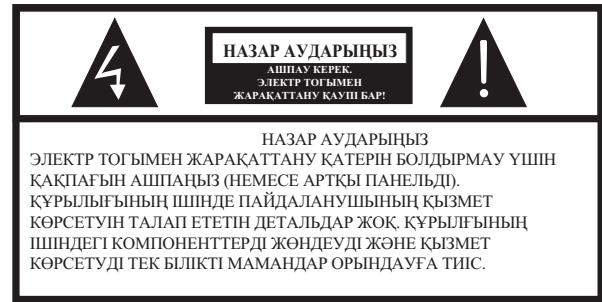 НАЗАР АУДАРЫҢЫЗ
АШПАУ КЕРЕК.
ЭЛЕКТР ТОГЫМЕН
ЖАРАҚАТТАНУ ҚАУПІ БАР!
НАЗАР АУДАРЫҢЫЗ
ЭЛЕКТР ТОГЫМЕН ЖАРАҚАТТАНУ ҚАТЕРІН БОЛДЫРМАУ ҮШІН
ҚАҚПАҒЫН АШПАҢЫЗ (НЕМЕСЕ АРТҚЫ ПАНЕЛЬДІ).
ҚҰРЫЛЫҒЫНЫҢ ІШІНДЕ ПАЙДАЛАНУШЫНЫҢ ҚЫЗМЕТ
КӨРСЕТУІН ТАЛАП ЕТЕТІН ДЕТАЛЬДАР ЖОҚ. ҚҰРЫЛҒЫНЫҢ
ІШІНДЕГІ КОМПОНЕНТТЕРДІ ЖӨНДЕУДІ ЖӘНЕ ҚЫЗМЕТ
КӨРСЕТУДІ ТЕК БІЛІКТІ МАМАНДАР ОРЫНДАУҒА ТИІС.